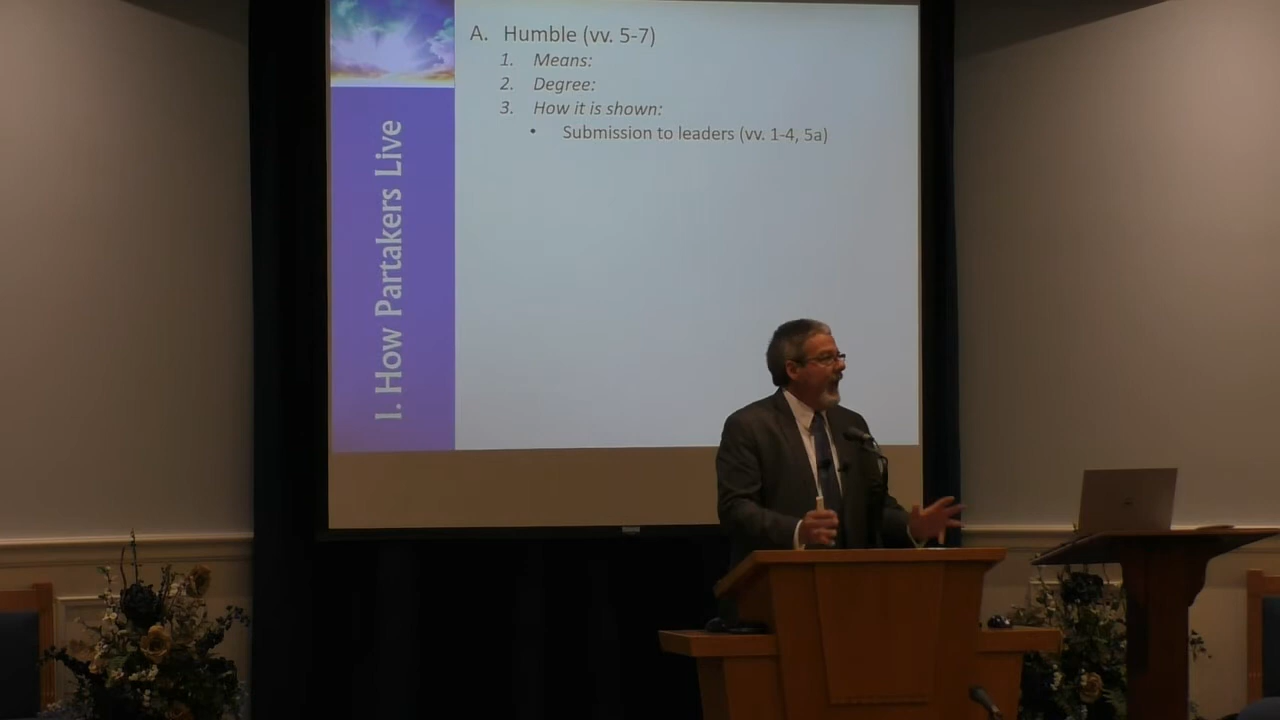 A. Humble (vv. 5-7)
1. Means:
2. Degree:
3. How it is shown:
• Submission to leaders (vv. 1-4, 5a)
I. How Partakers Live